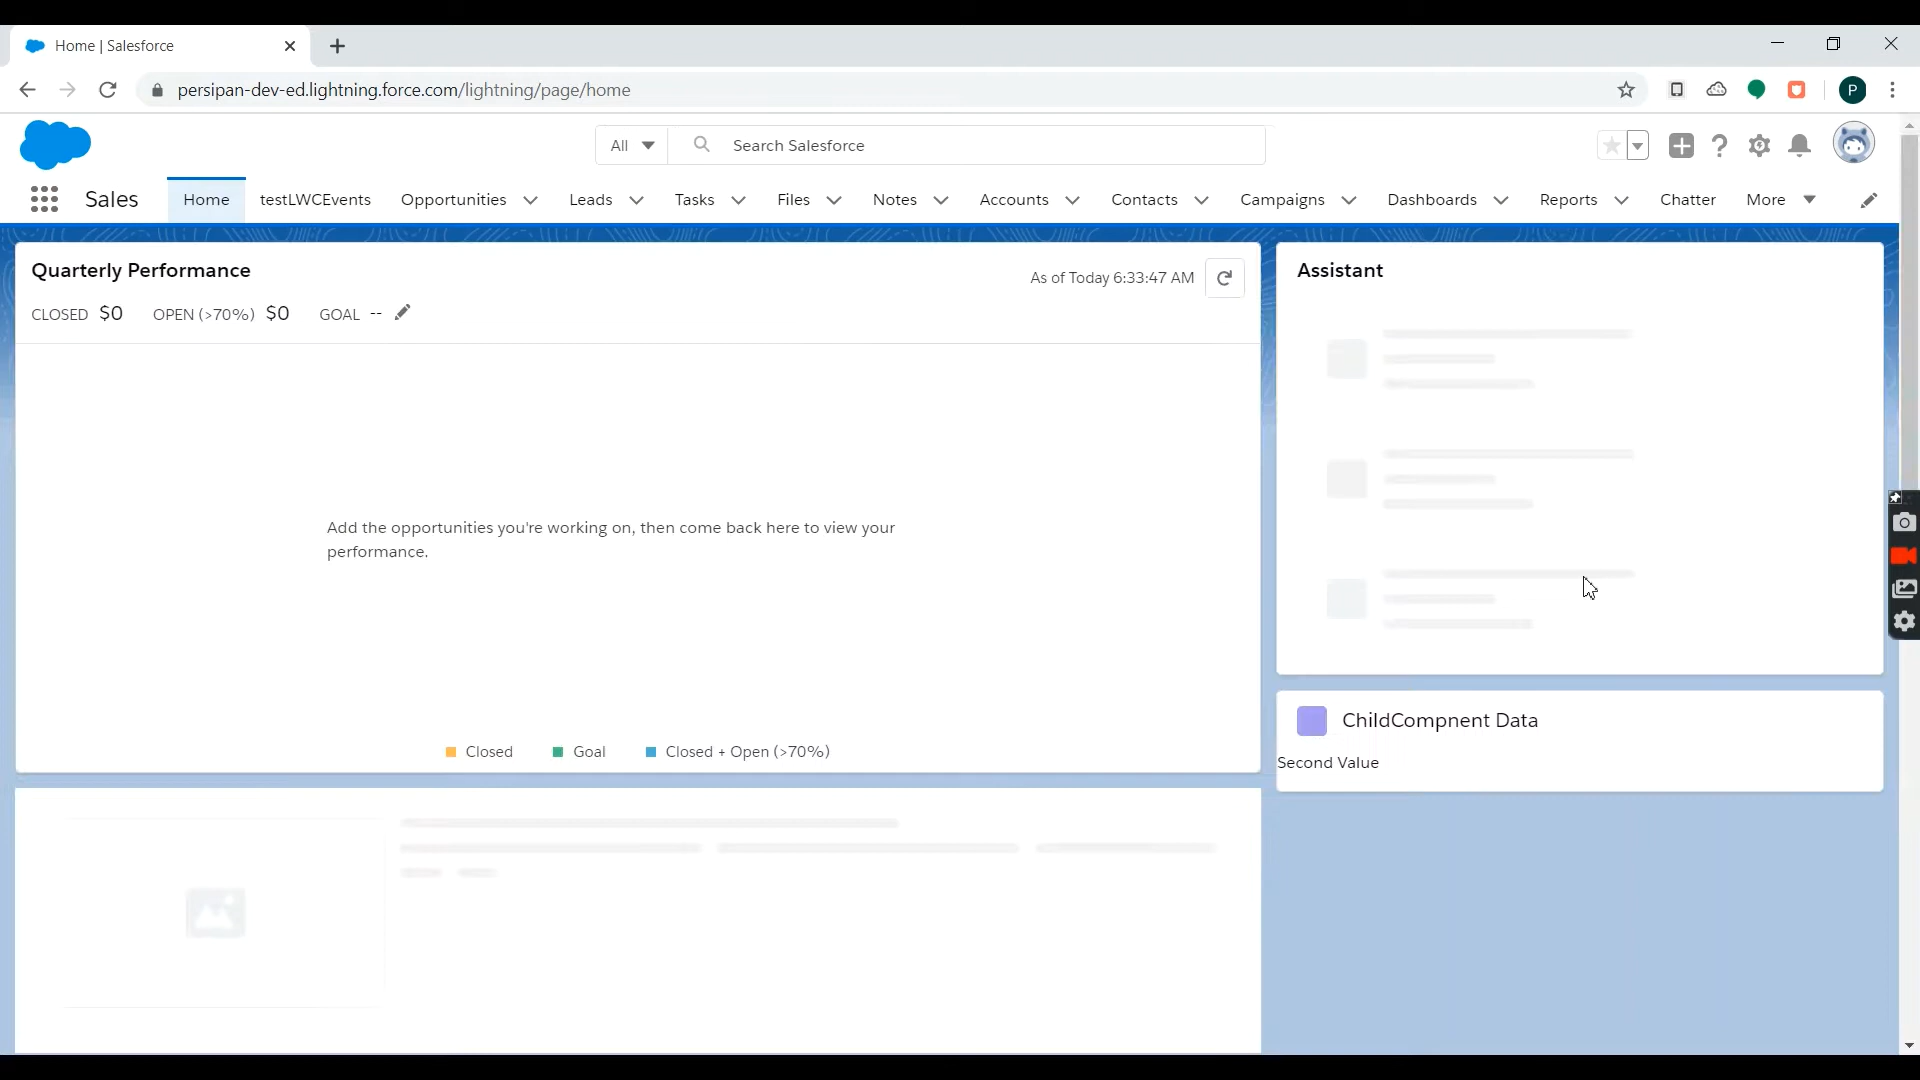 Home | Salesforce
persipan-dev-ed.lightning.force.com/lightning/page/home
P
All
Search Salesforce
Sales
Home
testLWCEvents
Opportunities
Leads
Tasks
Files
Notes
Accounts
Contacts
Campaigns
Dashboards
Reports
Chatter
More
Quarterly Performance
As of Today 6:33:47 AM
CLOSED $0 OPEN (>70%) $0 GOAL --
Add the opportunities you're working on, then come back here to view your
performance.
Closed
Goal
Closed + Open (>70%)
Assistant
ChildCompnent Data
Second Value